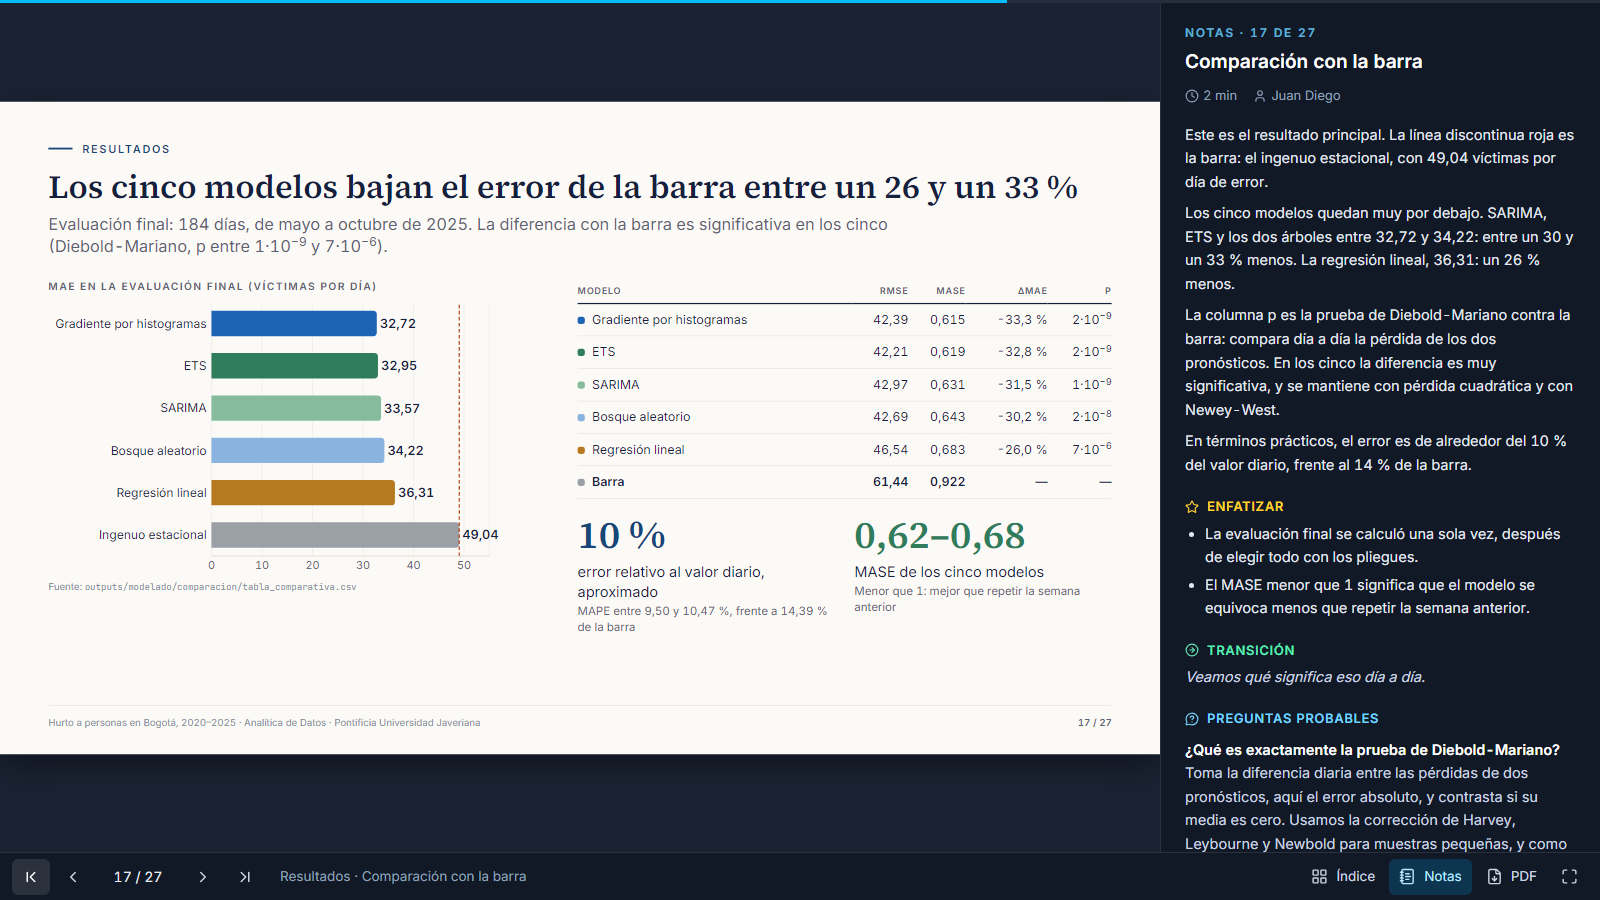 RESULTADOS
Los cinco modelos bajan el error de la barra entre un 26 y un 33 %
Evaluación final: 184 días, de mayo a octubre de 2025. La diferencia con la barra es significativa en los cinco
(Diebold-Mariano, p entre 1·10⁻⁹ y 7·10⁻⁶).
MAE EN LA EVALUACIÓN FINAL (VÍCTIMAS POR DÍA)
Gradiente por histogramas 32,72
ETS 32,95
SARIMA 33,57
Bosque aleatorio 34,22
Regresión lineal 36,31
Ingenuo estacional 49,04
0 10 20 30 40 50
Fuente: outputs/modelado/comparacion/tabla_comparativa.csv
MODELO RMSE MASE ΔMAE P
Gradiente por histogramas 42,39 0,615 -33,3 % 2·10⁻⁹
ETS 42,21 0,619 -32,8 % 2·10⁻⁹
SARIMA 42,97 0,631 -31,5 % 1·10⁻⁹
Bosque aleatorio 42,69 0,643 -30,2 % 2·10⁻⁸
Regresión lineal 46,54 0,683 -26,0 % 7·10⁻⁶
Barra 61,44 0,922 — —
10 %
error relativo al valor diario,
aproximado
MAPE entre 9,50 y 10,47 %, frente a 14,39 %
de la barra
0,62–0,68
MASE de los cinco modelos
Menor que 1: mejor que repetir la semana
anterior
Hurto a personas en Bogotá, 2020–2025 · Analítica de Datos · Pontificia Universidad Javeriana
17 / 27
NOTAS · 17 DE 27
Comparación con la barra
2 min Juan Diego
Este es el resultado principal. La línea discontinua roja es
la barra: el ingenuo estacional, con 49,04 víctimas por
día de error.
Los cinco modelos quedan muy por debajo. SARIMA,
ETS y los dos árboles entre 32,72 y 34,22: entre un 30 y
un 33 % menos. La regresión lineal, 36,31: un 26 %
menos.
La columna p es la prueba de Diebold-Mariano contra la
barra: compara día a día la pérdida de los dos
pronósticos. En los cinco la diferencia es muy
significativa, y se mantiene con pérdida cuadrática y con
Newey-West.
En términos prácticos, el error es de alrededor del 10 %
del valor diario, frente al 14 % de la barra.
ENFATIZAR
• La evaluación final se calculó una sola vez, después
de elegir todo con los pliegues.
• El MASE menor que 1 significa que el modelo se
equivoca menos que repetir la semana anterior.
TRANSICIÓN
Veamos qué significa eso día a día.
PREGUNTAS PROBABLES
¿Qué es exactamente la prueba de Diebold-Mariano?
Toma la diferencia diaria entre las pérdidas de dos
pronósticos, aquí el error absoluto, y contrasta si su
media es cero. Usamos la corrección de Harvey,
Leybourne y Newbold para muestras pequeñas, y como
17 / 27
Resultados · Comparación con la barra
Índice
Notas
PDF